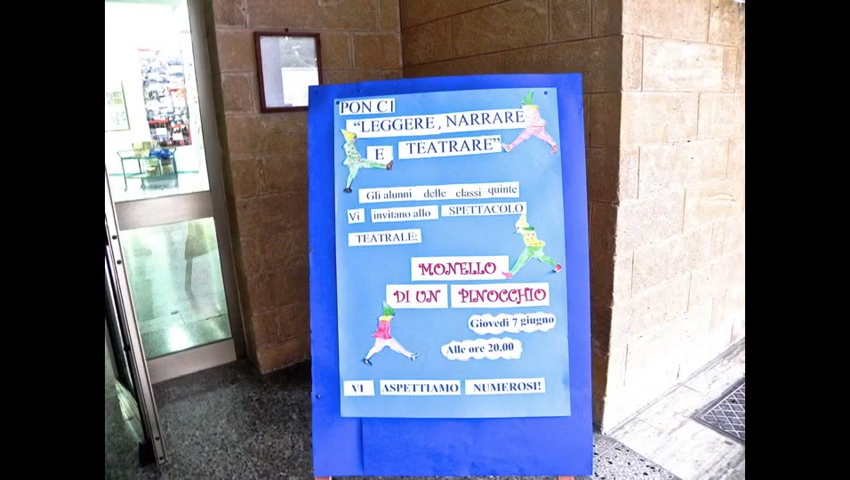 PON C1
"LEGGERE, NARRARE
E TEATRARE"
Gli alunni delle classi quinte
Vi invitano allo SPETTACOLO
TEATRALE:
MONELLO
DI UN PINOCCHIO
Giovedì 7 giugno
Alle ore 20.00
VI ASPETTIAMO NUMEROSI!